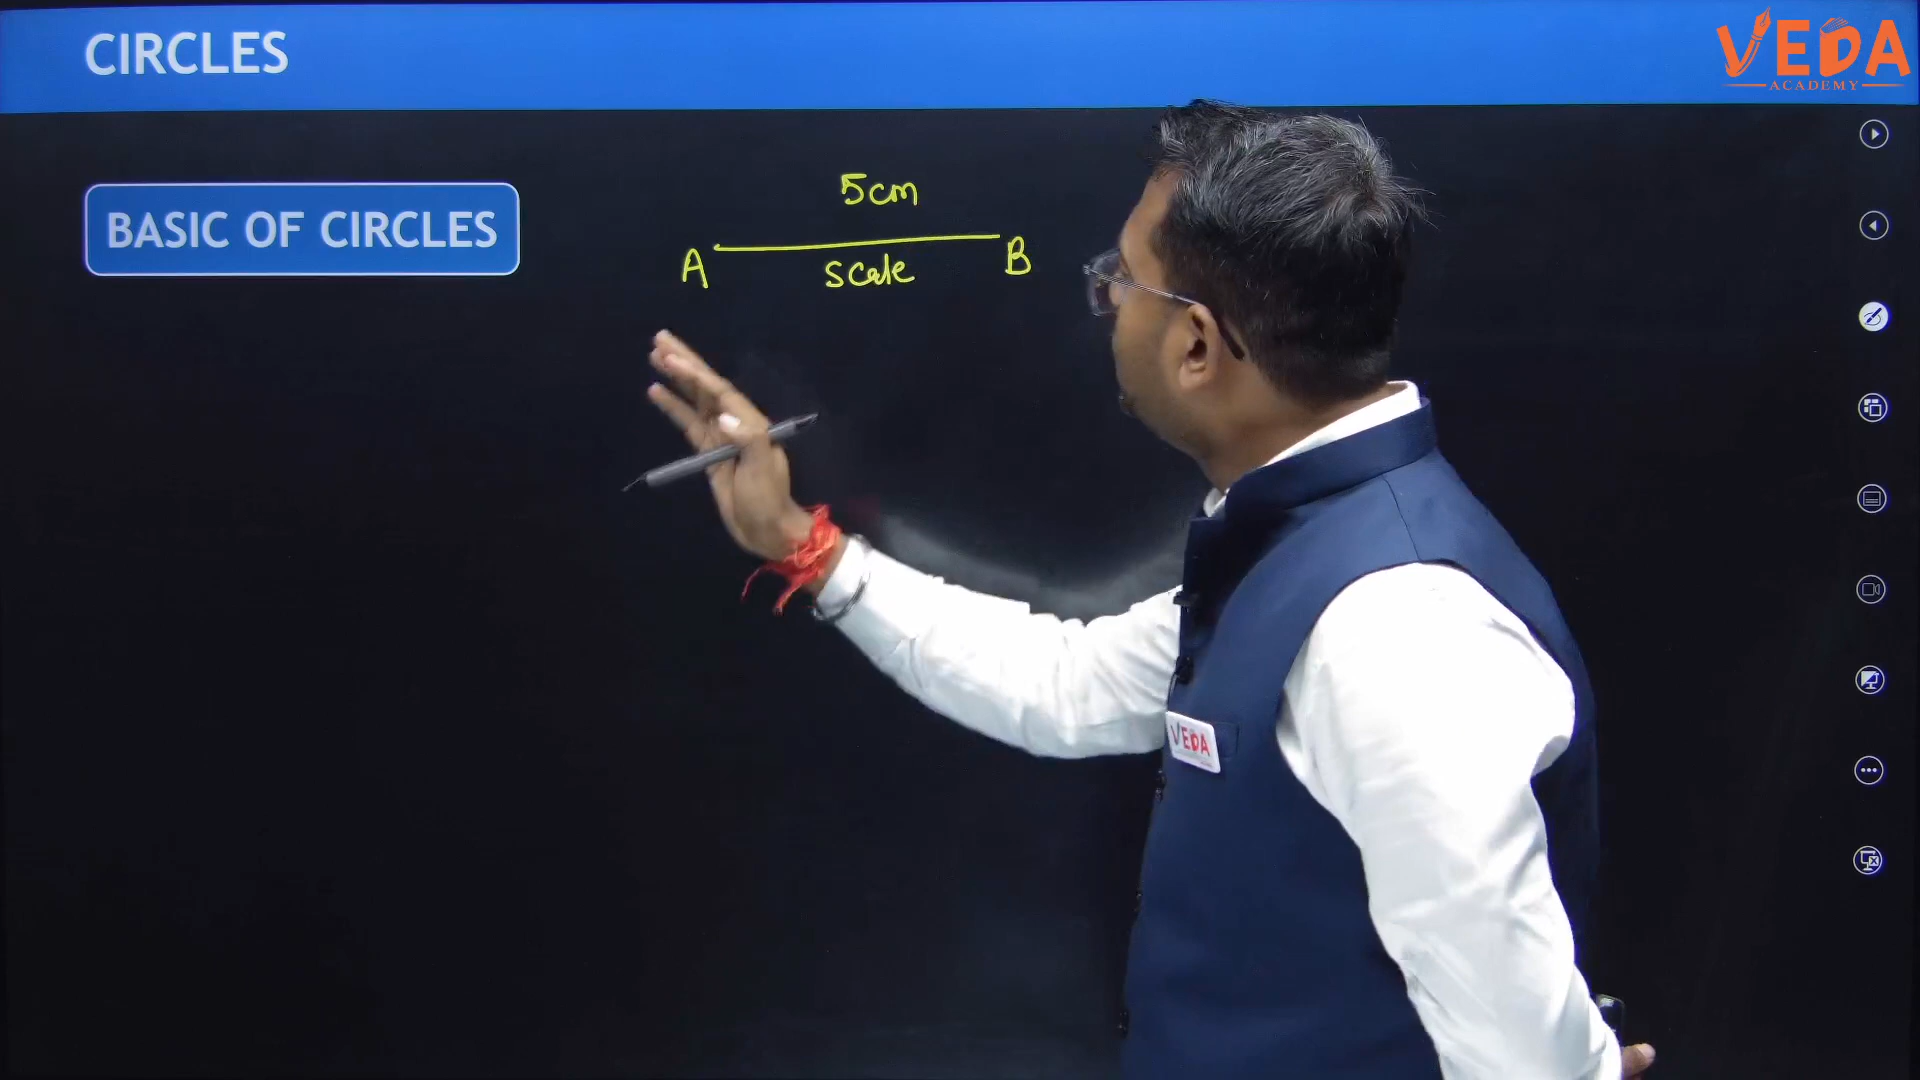 CIRCLES
VEDA
ACADEMY
BASIC OF CIRCLES
5cm
A B
scale
VEDA